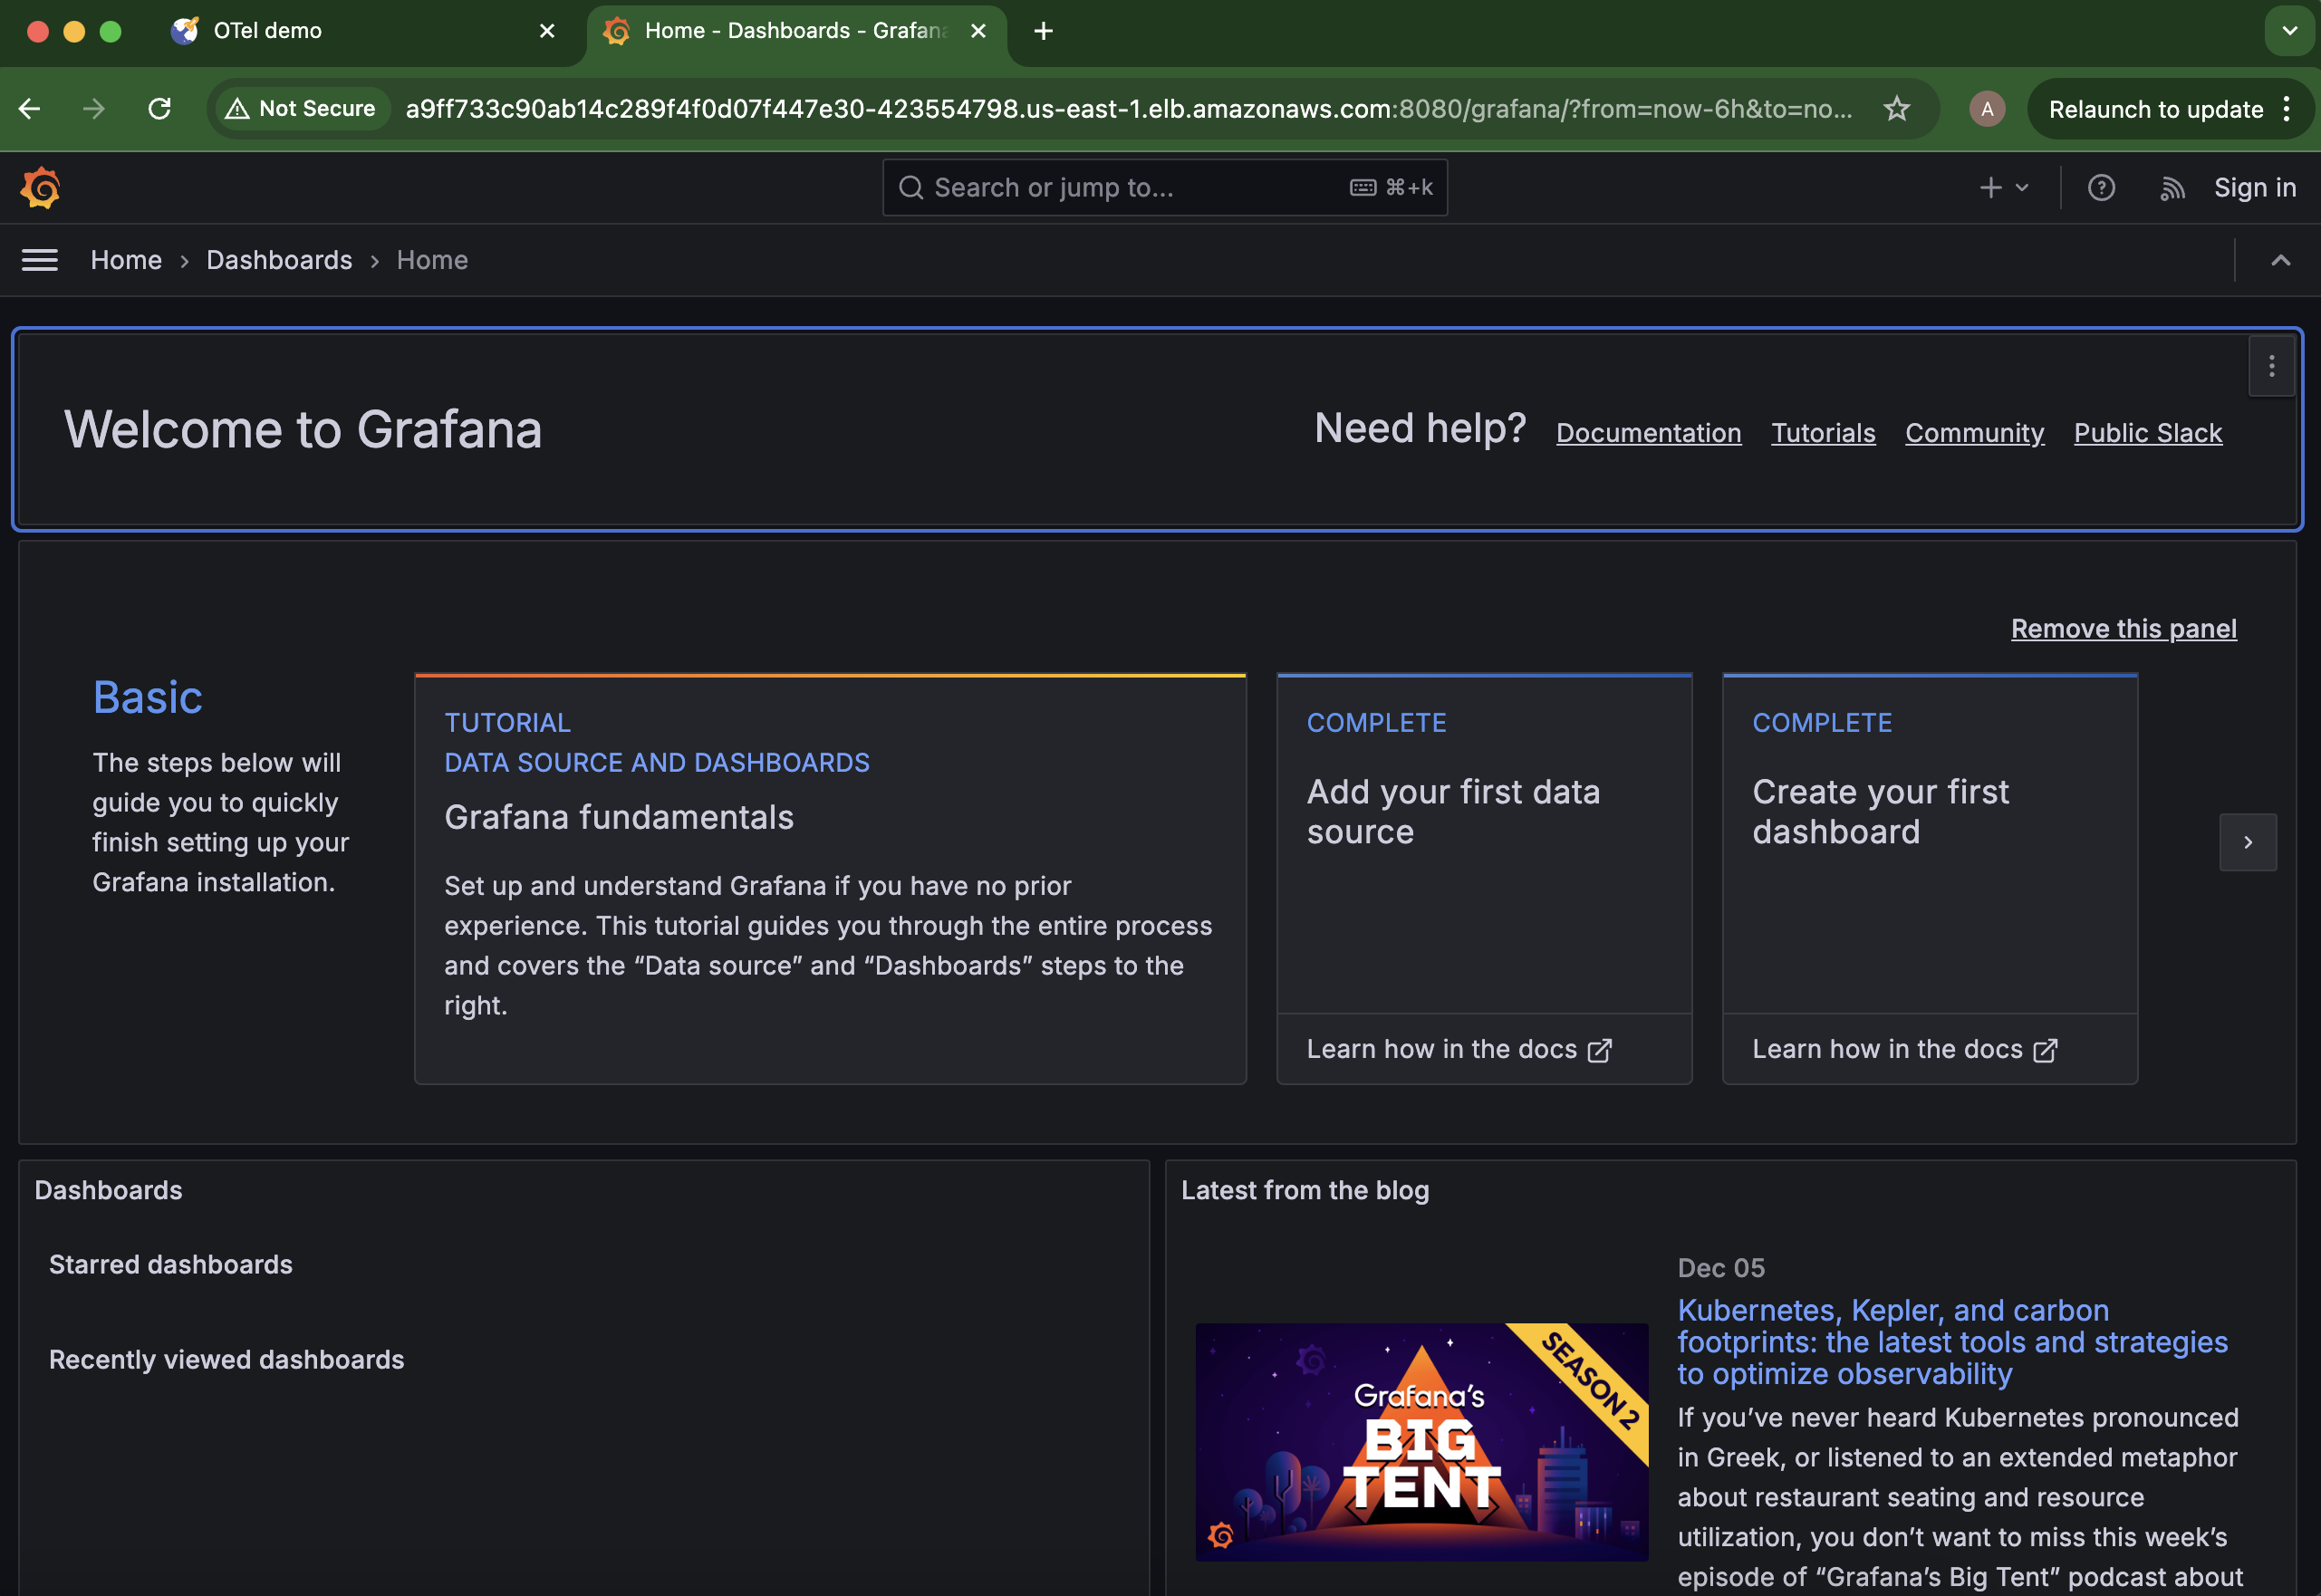 OTel demo
Home - Dashboards - Grafana
Not Secure
a9ff733c90ab14c289f4f0d07f447e30-423554798.us-east-1.elb.amazonaws.com:8080/grafana/?from=now-6h&to=no...
A
Relaunch to update
Search or jump to...
⌘+k
Sign in
Home › Dashboards › Home
Welcome to Grafana
Need help?
Documentation
Tutorials
Community
Public Slack
Remove this panel
Basic
The steps below will
guide you to quickly
finish setting up your
Grafana installation.
TUTORIAL
DATA SOURCE AND DASHBOARDS
Grafana fundamentals
Set up and understand Grafana if you have no prior
experience. This tutorial guides you through the entire process
and covers the “Data source” and “Dashboards” steps to the
right.
COMPLETE
Add your first data
source
Learn how in the docs
COMPLETE
Create your first
dashboard
Learn how in the docs
Dashboards
Starred dashboards
Recently viewed dashboards
Latest from the blog
Grafana's
BIG
TENT
SEASON 2
Dec 05
Kubernetes, Kepler, and carbon
footprints: the latest tools and strategies
to optimize observability
If you’ve never heard Kubernetes pronounced
in Greek, or listened to an extended metaphor
about restaurant seating and resource
utilization, you don’t want to miss this week’s
episode of “Grafana’s Big Tent” podcast about